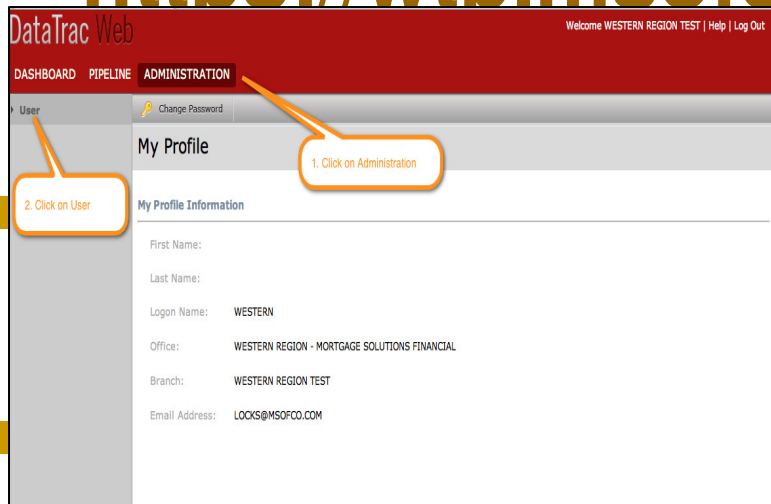 DataTrac Web
Welcome WESTERN REGION TEST | Help | Log Out
DASHBOARD PIPELINE ADMINISTRATION
User
Change Password
My Profile
1. Click on Administration
2. Click on User
My Profile Information
First Name:
Last Name:
Logon Name: WESTERN
Office: WESTERN REGION - MORTGAGE SOLUTIONS FINANCIAL
Branch: WESTERN REGION TEST
Email Address: LOCKS@MSOFCO.COM